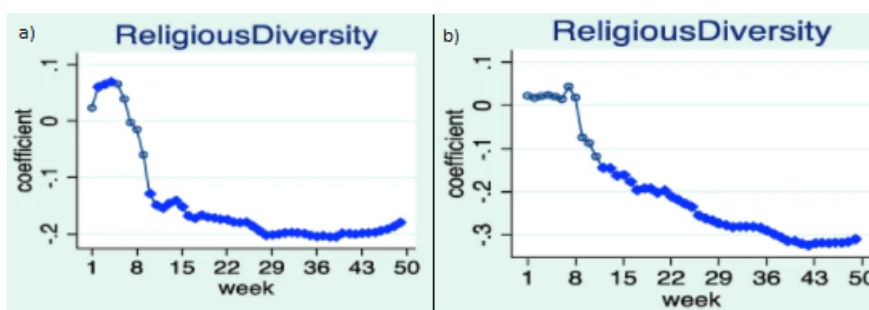 a)
ReligiousDiversity
.1
0
-.1
-.2
coefficient
1 8 15 22 29 36 43 50
week
b)
ReligiousDiversity
.1
0
-.1
-.2
-.3
coefficient
1 8 15 22 29 36 43 50
week